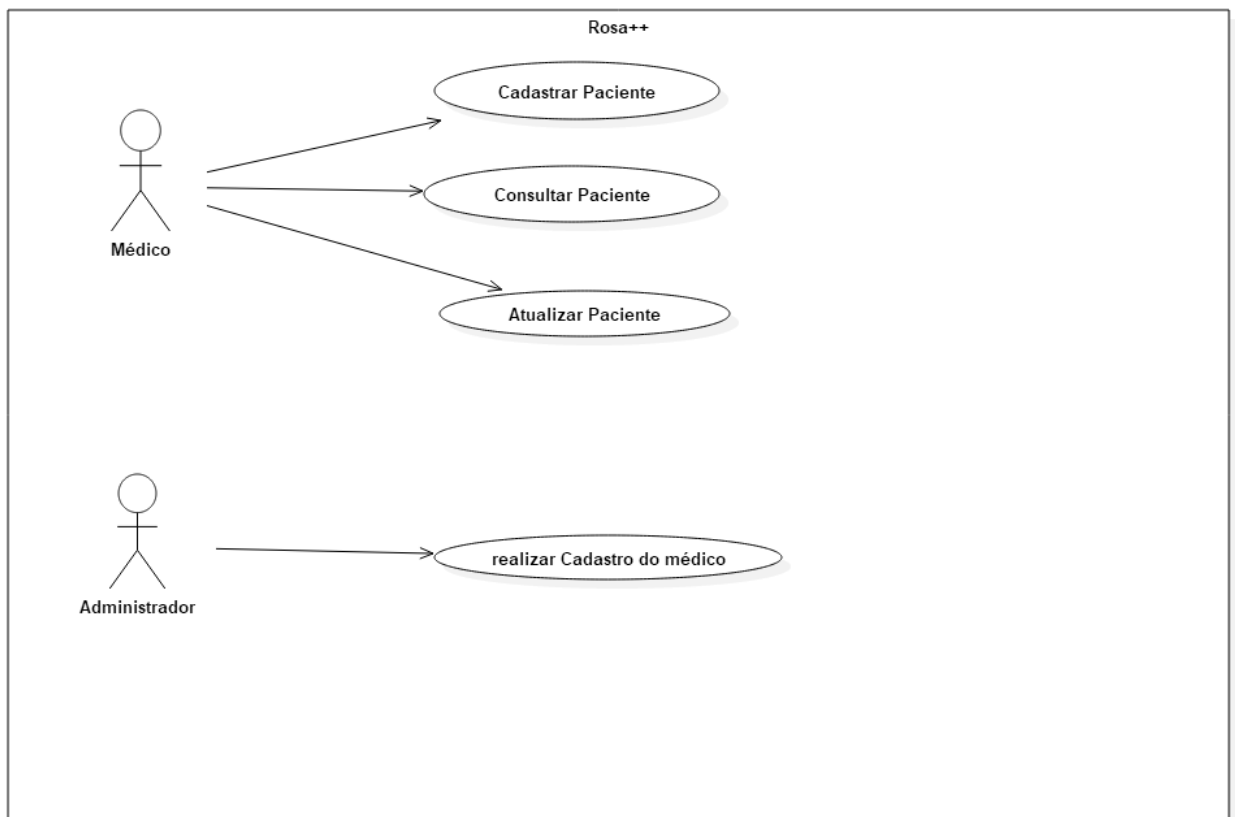 Rosa++
Cadastrar Paciente
Consultar Paciente
Médico
Atualizar Paciente
realizar Cadastro do médico
Administrador